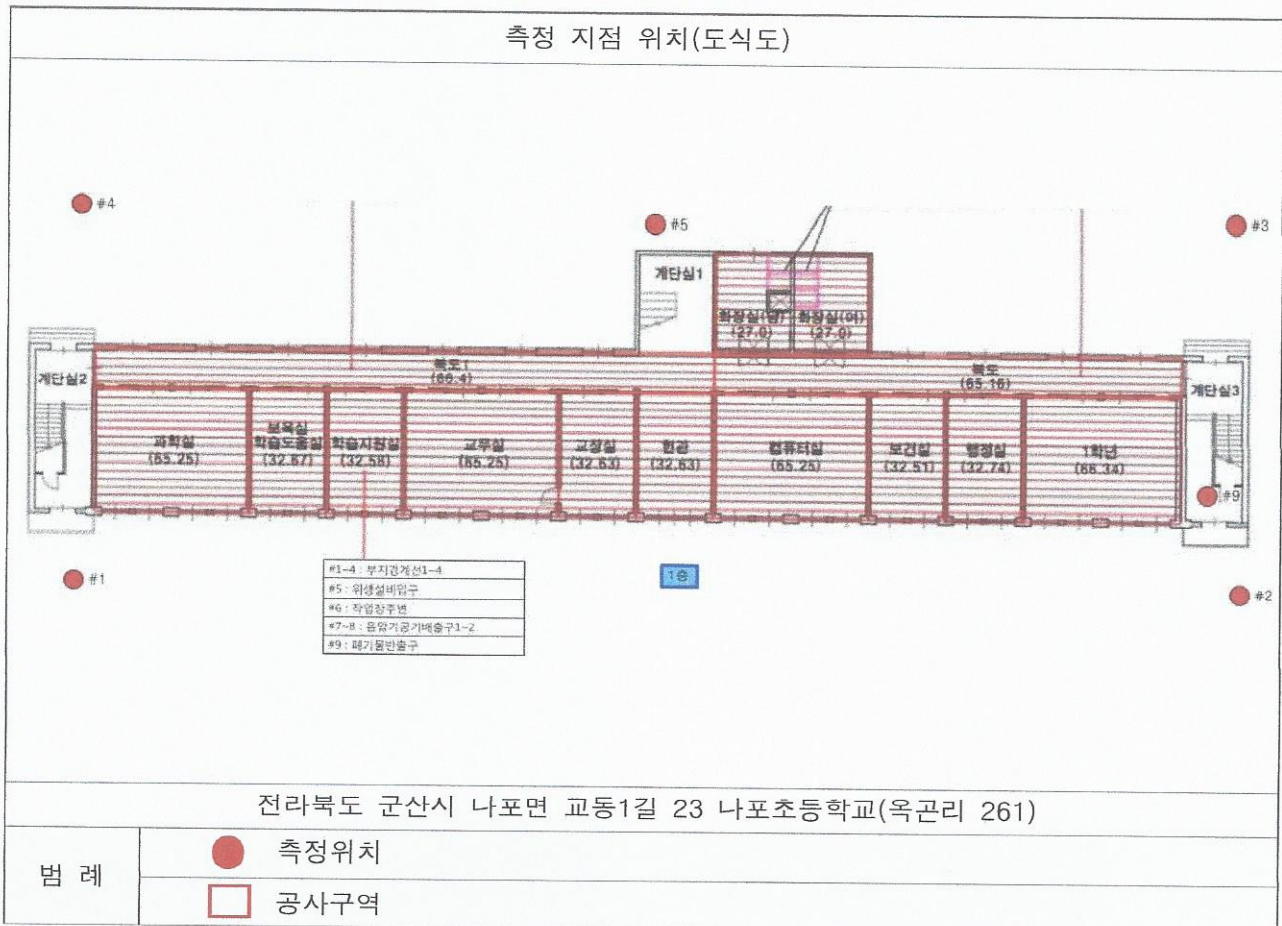 측정 지점 위치(도식도)
#4
#5
#3
계단실1
화장실(남)
(27.0)
화장실(여)
(27.0)
계단실2
복도1
(66.4)
복도
(65.16)
계단실3
과학실
(65.25)
보육실
학습도움실
(32.67)
학습지원실
(32.58)
교무실
(65.25)
교장실
(32.63)
현관
(32.63)
컴퓨터실
(65.25)
보건실
(32.51)
행정실
(32.74)
1학년
(66.34)
#9
#1
#1~4 : 부지경계선1~4
#5 : 위생설비입구
#6 : 작업장주변
#7~8 : 음압기공기배출구1~2
#9 : 폐기물반출구
1층
#2
전라북도 군산시 나포면 교동1길 23 나포초등학교(옥곤리 261)
범 례
측정위치
공사구역